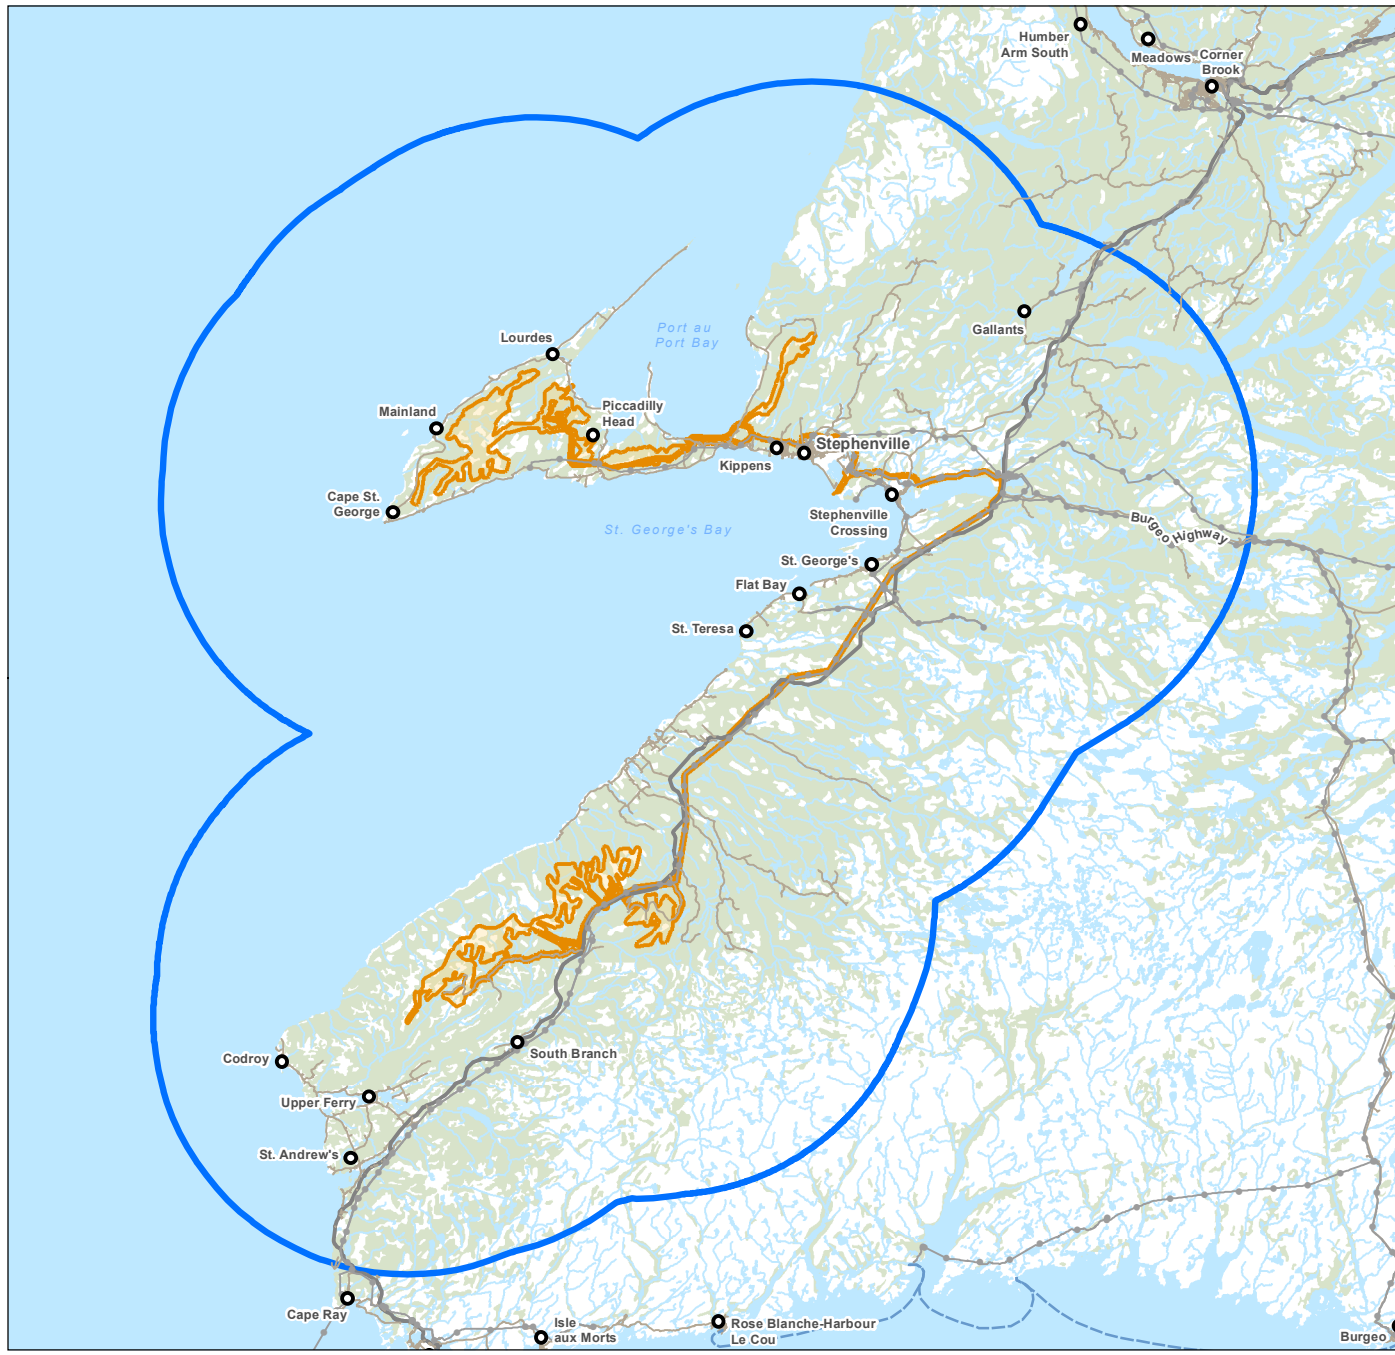 Humber
Arm South
Meadows
Corner
Brook
Gallants
Port au
Port Bay
Lourdes
Mainland
Piccadilly
Head
Stephenville
Kippens
Cape St.
George
Stephenville
Crossing
St. George's Bay
Burgeo Highway
St. George's
Flat Bay
St. Teresa
South Branch
Codroy
Upper Ferry
St. Andrew's
Cape Ray
Isle
aux Morts
Rose Blanche-Harbour
Le Cou
Burgeo